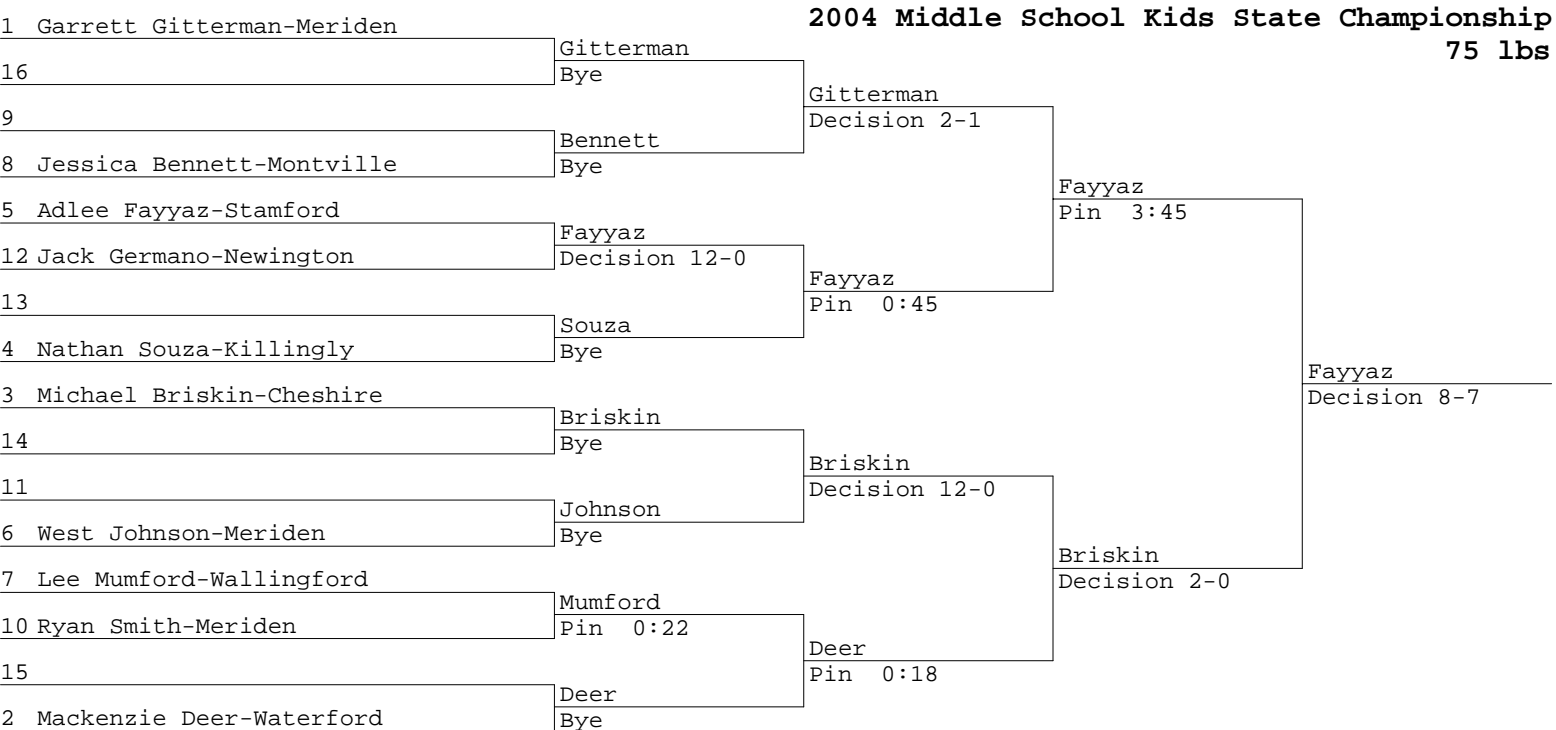 2004 Middle School Kids State Championship
75 lbs
1 Garrett Gitterman-Meriden
16
9
8 Jessica Bennett-Montville
5 Adlee Fayyaz-Stamford
12 Jack Germano-Newington
13
4 Nathan Souza-Killingly
3 Michael Briskin-Cheshire
14
11
6 West Johnson-Meriden
7 Lee Mumford-Wallingford
10 Ryan Smith-Meriden
15
2 Mackenzie Deer-Waterford
Gitterman
Bye
Bennett
Bye
Fayyaz
Decision 12-0
Souza
Bye
Briskin
Bye
Johnson
Bye
Mumford
Pin 0:22
Deer
Bye
Gitterman
Decision 2-1
Fayyaz
Pin 0:45
Briskin
Decision 12-0
Deer
Pin 0:18
Fayyaz
Pin 3:45
Briskin
Decision 2-0
Fayyaz
Decision 8-7